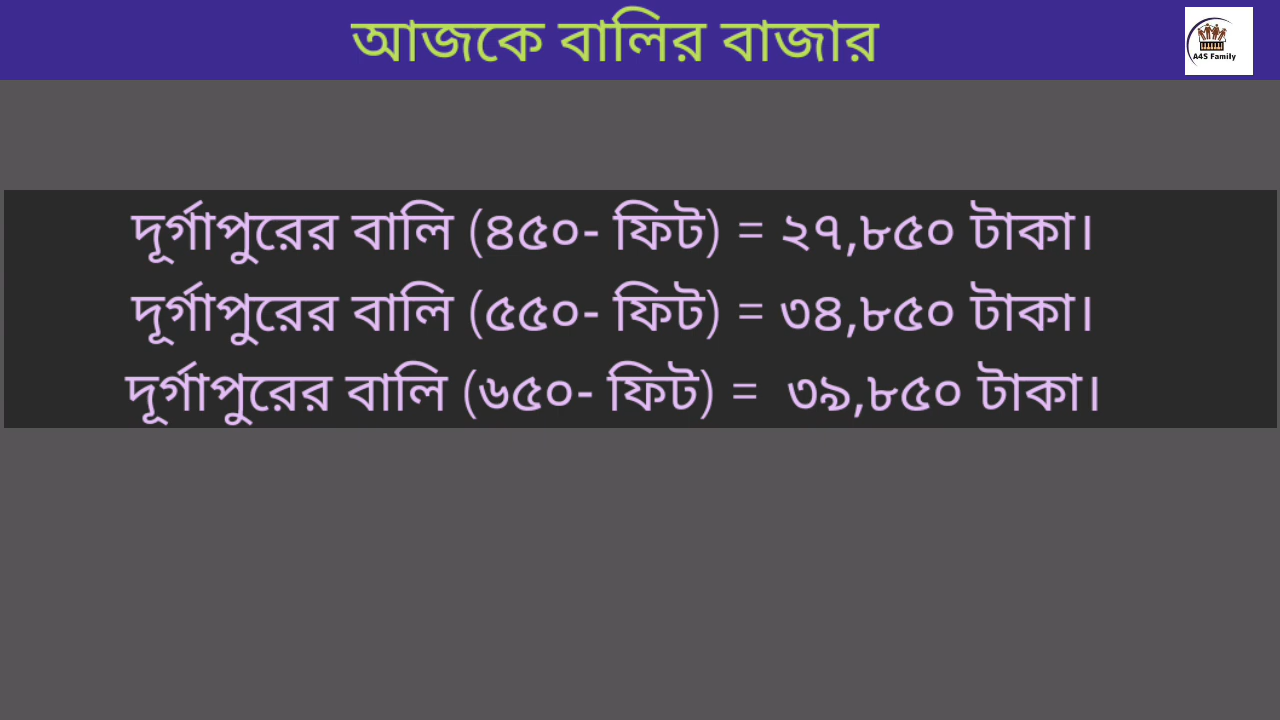 আজকে বালির বাজার
A4S Family
দূর্গাপুরের বালি (৪৫০- ফিট) = ২৭,৮৫০ টাকা।
দূর্গাপুরের বালি (৫৫০- ফিট) = ৩৪,৮৫০ টাকা।
দূর্গাপুরের বালি (৬৫০- ফিট) = ৩৯,৮৫০ টাকা।